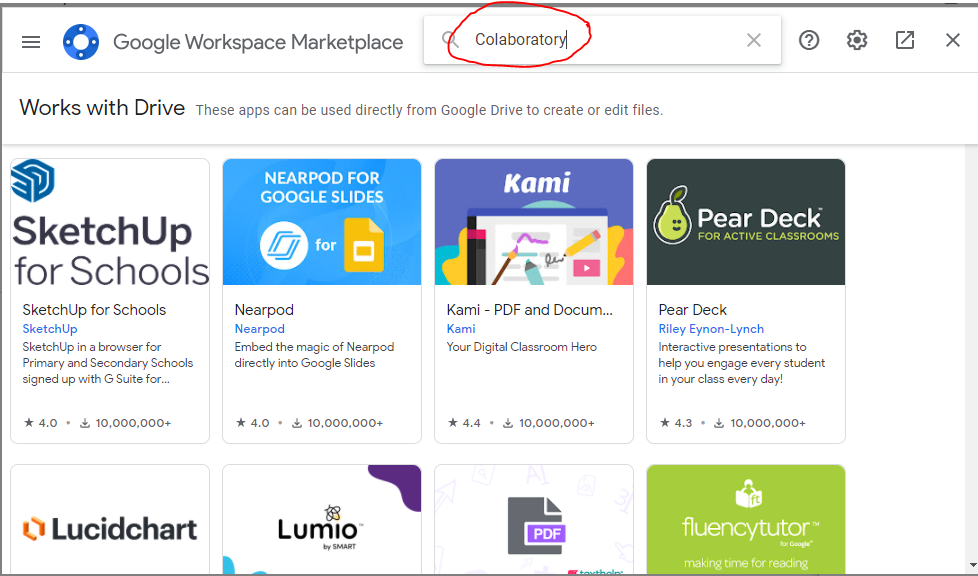 Google Workspace Marketplace
Colaboratory
Works with Drive These apps can be used directly from Google Drive to create or edit files.
SketchUp
for Schools
SketchUp for Schools
SketchUp
SketchUp in a browser for
Primary and Secondary Schools
signed up with G Suite for...
★ 4.0 • 10,000,000+
NEARPOD FOR
GOOGLE SLIDES
for
Nearpod
Nearpod
Embed the magic of Nearpod
directly into Google Slides
★ 4.0 • 10,000,000+
Kami
Kami - PDF and Docum...
Kami
Your Digital Classroom Hero
★ 4.4 • 10,000,000+
Pear Deck™
FOR ACTIVE CLASSROOMS
Pear Deck
Riley Eynon-Lynch
Interactive presentations to
help you engage every student
in your class every day!
★ 4.3 • 10,000,000+
Lucidchart
Lumio™
by SMART
PDF
texthelp
ft
fluencytutor™
for Google™
making time for reading